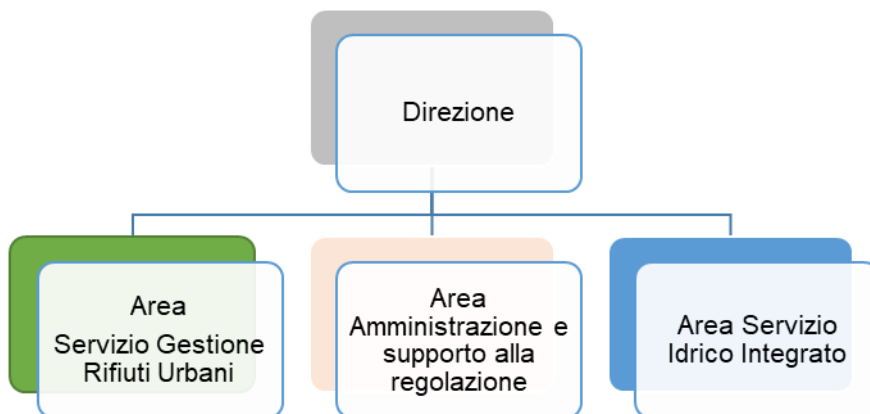 Direzione
Area
Servizio Gestione
Rifiuti Urbani
Area
Amministrazione e
supporto alla
regolazione
Area Servizio
Idrico Integrato